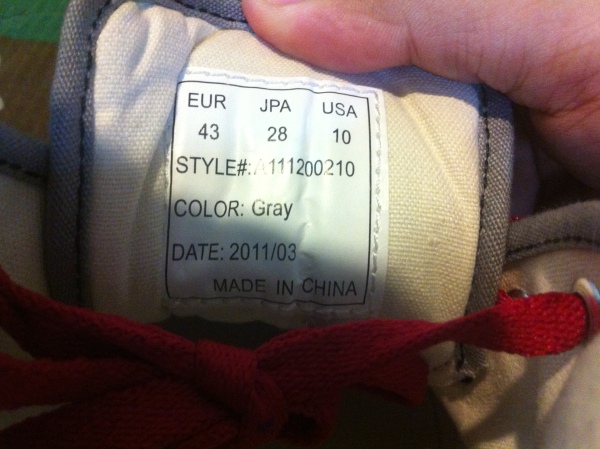 EUR JPA USA
43 28 10
STYLE#:A111200210
COLOR: Gray
DATE: 2011/03
MADE IN CHINA